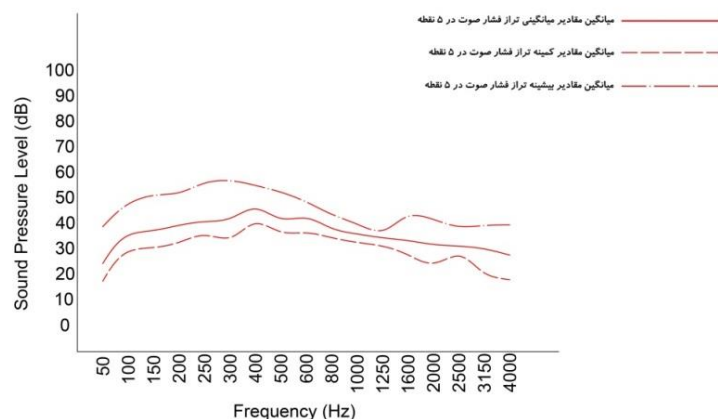 میانگین مقادیر میانگینی تراز فشار صوت در ۵ نقطه
میانگین مقادیر کمینه تراز فشار صوت در ۵ نقطه
میانگین مقادیر بیشینه تراز فشار صوت در ۵ نقطه
Sound Pressure Level (dB)
100
90
80
70
60
50
40
30
20
10
0
50 100 150 200 250 300 400 500 600 800 1000 1250 1600 2000 2500 3150 4000
Frequency (Hz)